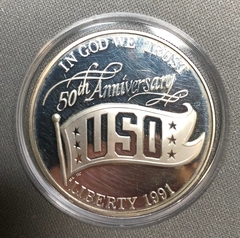 IN GOD WE TRUST
50th Anniversary
USO
LIBERTY 1991